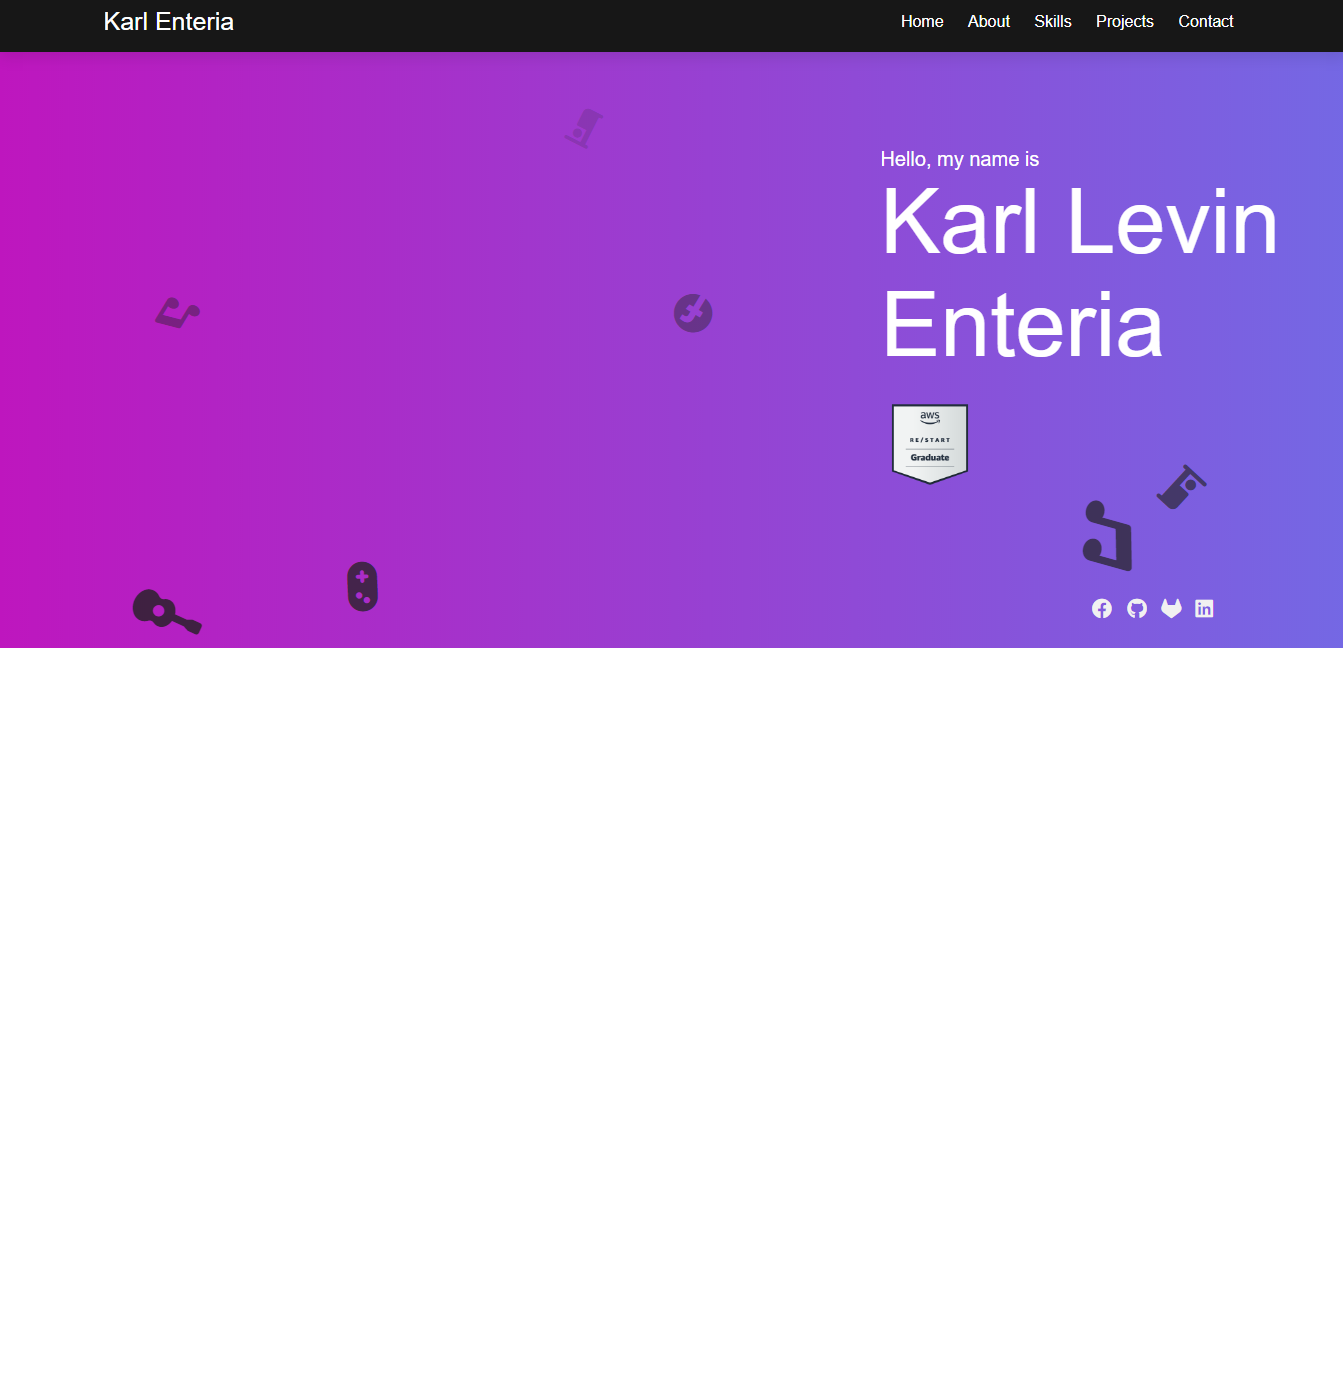 Karl Enteria
Home About Skills Projects Contact
Hello, my name is
Karl Levin
Enteria
aws
RE/START
Graduate